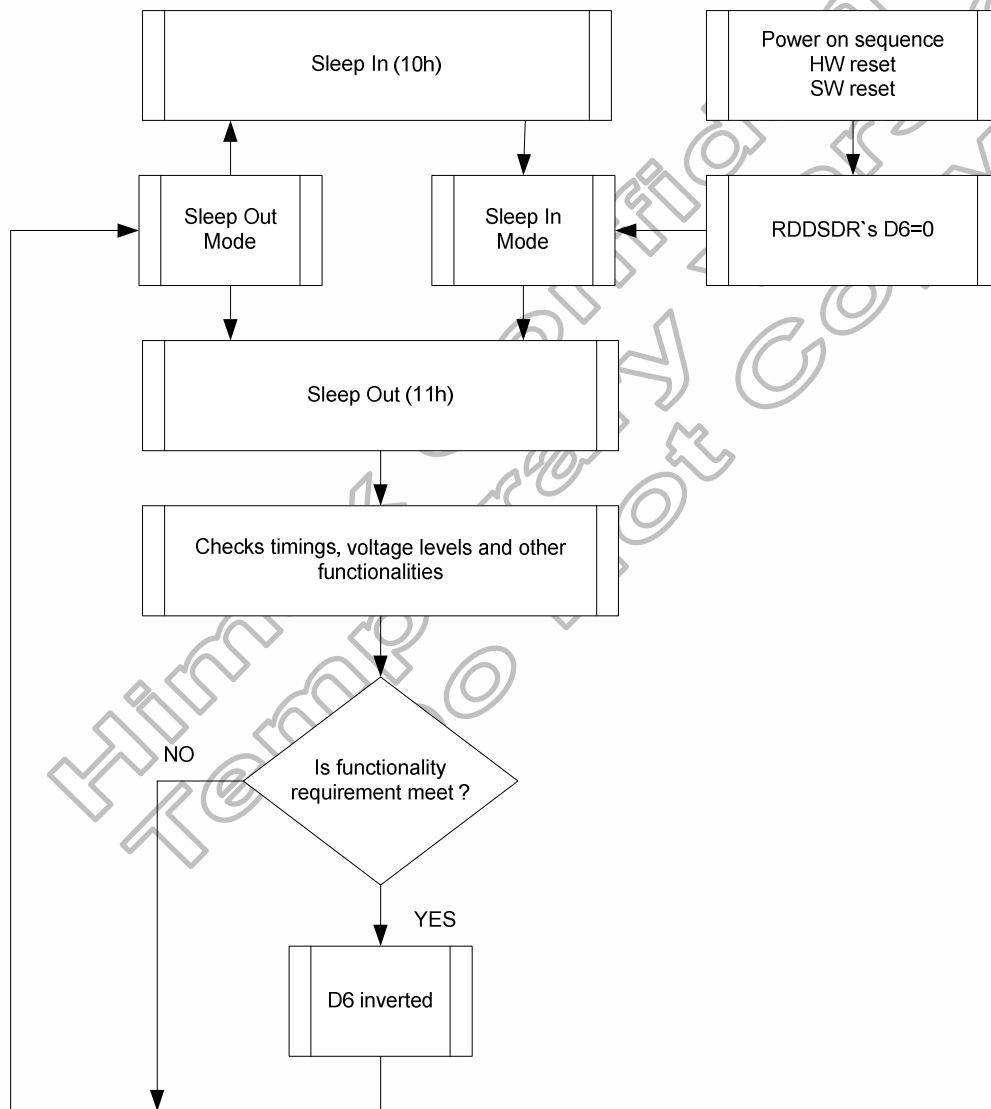 Sleep In (10h)
Power on sequence
HW reset
SW reset
Sleep Out
Mode
Sleep In
Mode
RDDSDR`s D6=0
Sleep Out (11h)
Checks timings, voltage levels and other
functionalities
NO
Is functionality
requirement meet ?
YES
D6 inverted